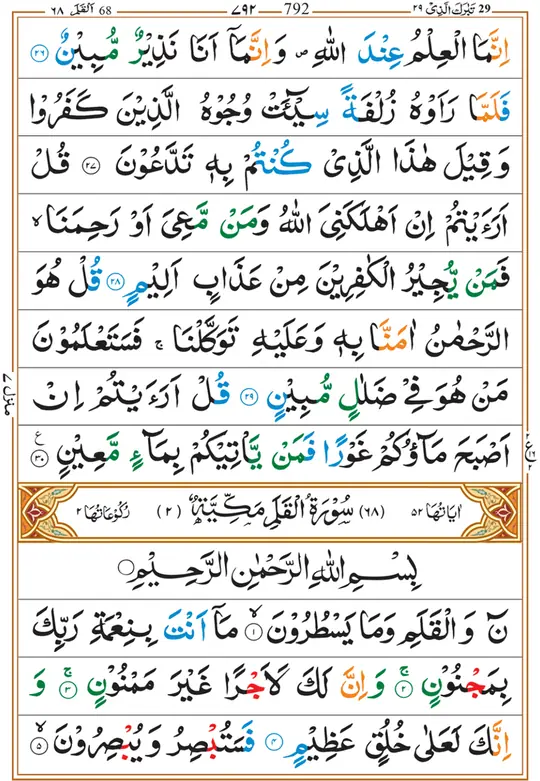 29 تَبٰرَكَ الَّذِیْ ٢٩ ٧٩٢ 792 68 اَلْقَلَم ٦٨
اِنَّمَا الْعِلْمُ عِنْدَ اللّٰهِ ۪ وَاِنَّمَاۤ اَنَا نَذِیْرٌ مُّبِیْنٌ ۝٢٦
فَلَمَّا رَاَوْهُ زُلْفَةً سِیْٓـَٔتْ وُجُوْهُ الَّذِیْنَ كَفَرُوْا
وَقِیْلَ هٰذَا الَّذِیْ كُنْتُمْ بِهٖ تَدَّعُوْنَ ۝٢٧ قُلْ
اَرَءَیْتُمْ اِنْ اَهْلَكَنِیَ اللّٰهُ وَمَنْ مَّعِیَ اَوْ رَحِمَنَا ۙ
فَمَنْ یُّجِیْرُ الْكٰفِرِیْنَ مِنْ عَذَابٍ اَلِیْمٍ ۝٢٨ قُلْ هُوَ
الرَّحْمٰنُ اٰمَنَّا بِهٖ وَعَلَیْهِ تَوَكَّلْنَا ۚ فَسَتَعْلَمُوْنَ
مَنْ هُوَ فِیْ ضَلٰلٍ مُّبِیْنٍ ۝٢٩ قُلْ اَرَءَیْتُمْ اِنْ
اَصْبَحَ مَآؤُكُمْ غَوْرًا فَمَنْ یَّاْتِیْكُمْ بِمَآءٍ مَّعِیْنٍ ۝٣٠ ع
اٰیَاتُهَا ٥٢ (٦٨) سُوْرَةُ الْقَلَمِ مَكِّیَّةٌ (٢) رُكُوْعَاتُهَا ٢
بِسْمِ اللّٰهِ الرَّحْمٰنِ الرَّحِیْمِ ۝
نٓ وَالْقَلَمِ وَمَا یَسْطُرُوْنَ ۙ۝١ مَاۤ اَنْتَ بِنِعْمَةِ رَبِّكَ
بِمَجْنُوْنٍ ۚ۝٢ وَاِنَّ لَكَ لَاَجْرًا غَیْرَ مَمْنُوْنٍ ۚ۝٣ وَ
اِنَّكَ لَعَلٰی خُلُقٍ عَظِیْمٍ ۝٤ فَسَتُبْصِرُ وَیُبْصِرُوْنَ ۙ۝٥
منزل ٧